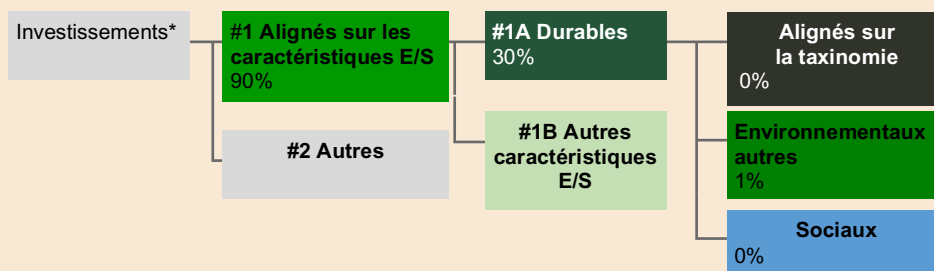 Investissements*
#1 Alignés sur les
caractéristiques E/S
90%
#2 Autres
#1A Durables
30%
#1B Autres
caractéristiques
E/S
Alignés sur
la taxinomie
0%
Environnementaux
autres
1%
Sociaux
0%